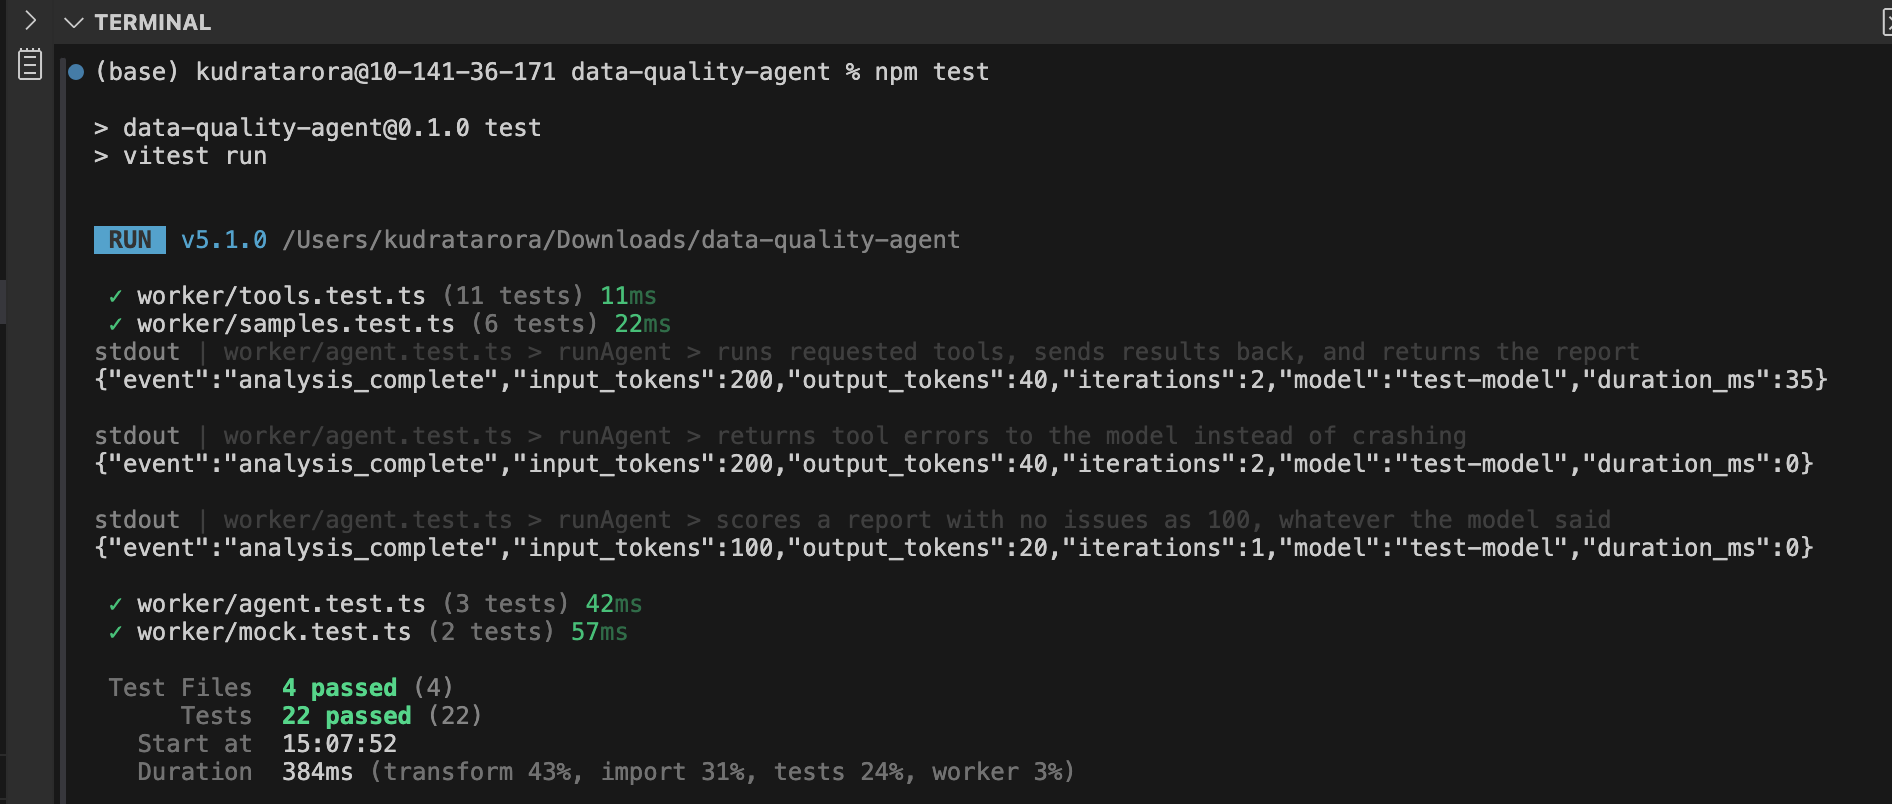 TERMINAL
(base) kudratarora@10-141-36-171 data-quality-agent % npm test
> data-quality-agent@0.1.0 test
> vitest run
RUN v5.1.0 /Users/kudratarora/Downloads/data-quality-agent
✓ worker/tools.test.ts (11 tests) 11ms
✓ worker/samples.test.ts (6 tests) 22ms
stdout | worker/agent.test.ts > runAgent > runs requested tools, sends results back, and returns the report
{"event":"analysis_complete","input_tokens":200,"output_tokens":40,"iterations":2,"model":"test-model","duration_ms":35}
stdout | worker/agent.test.ts > runAgent > returns tool errors to the model instead of crashing
{"event":"analysis_complete","input_tokens":200,"output_tokens":40,"iterations":2,"model":"test-model","duration_ms":0}
stdout | worker/agent.test.ts > runAgent > scores a report with no issues as 100, whatever the model said
{"event":"analysis_complete","input_tokens":100,"output_tokens":20,"iterations":1,"model":"test-model","duration_ms":0}
✓ worker/agent.test.ts (3 tests) 42ms
✓ worker/mock.test.ts (2 tests) 57ms
Test Files 4 passed (4)
Tests 22 passed (22)
Start at 15:07:52
Duration 384ms (transform 43%, import 31%, tests 24%, worker 3%)